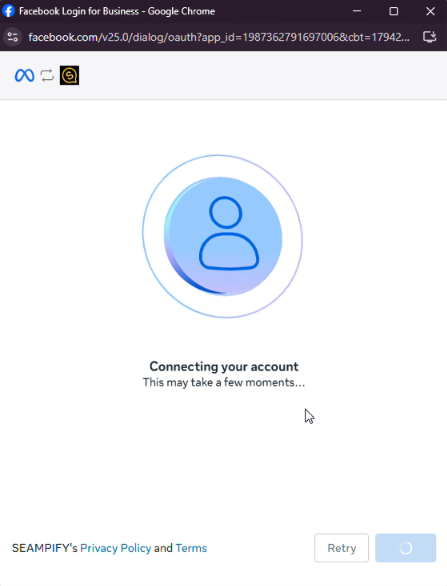 Facebook Login for Business - Google Chrome
facebook.com/v25.0/dialog/oauth?app_id=1987362791697006&cbt=17942...
Connecting your account
This may take a few moments...
SEAMPIFY's Privacy Policy and Terms
Retry